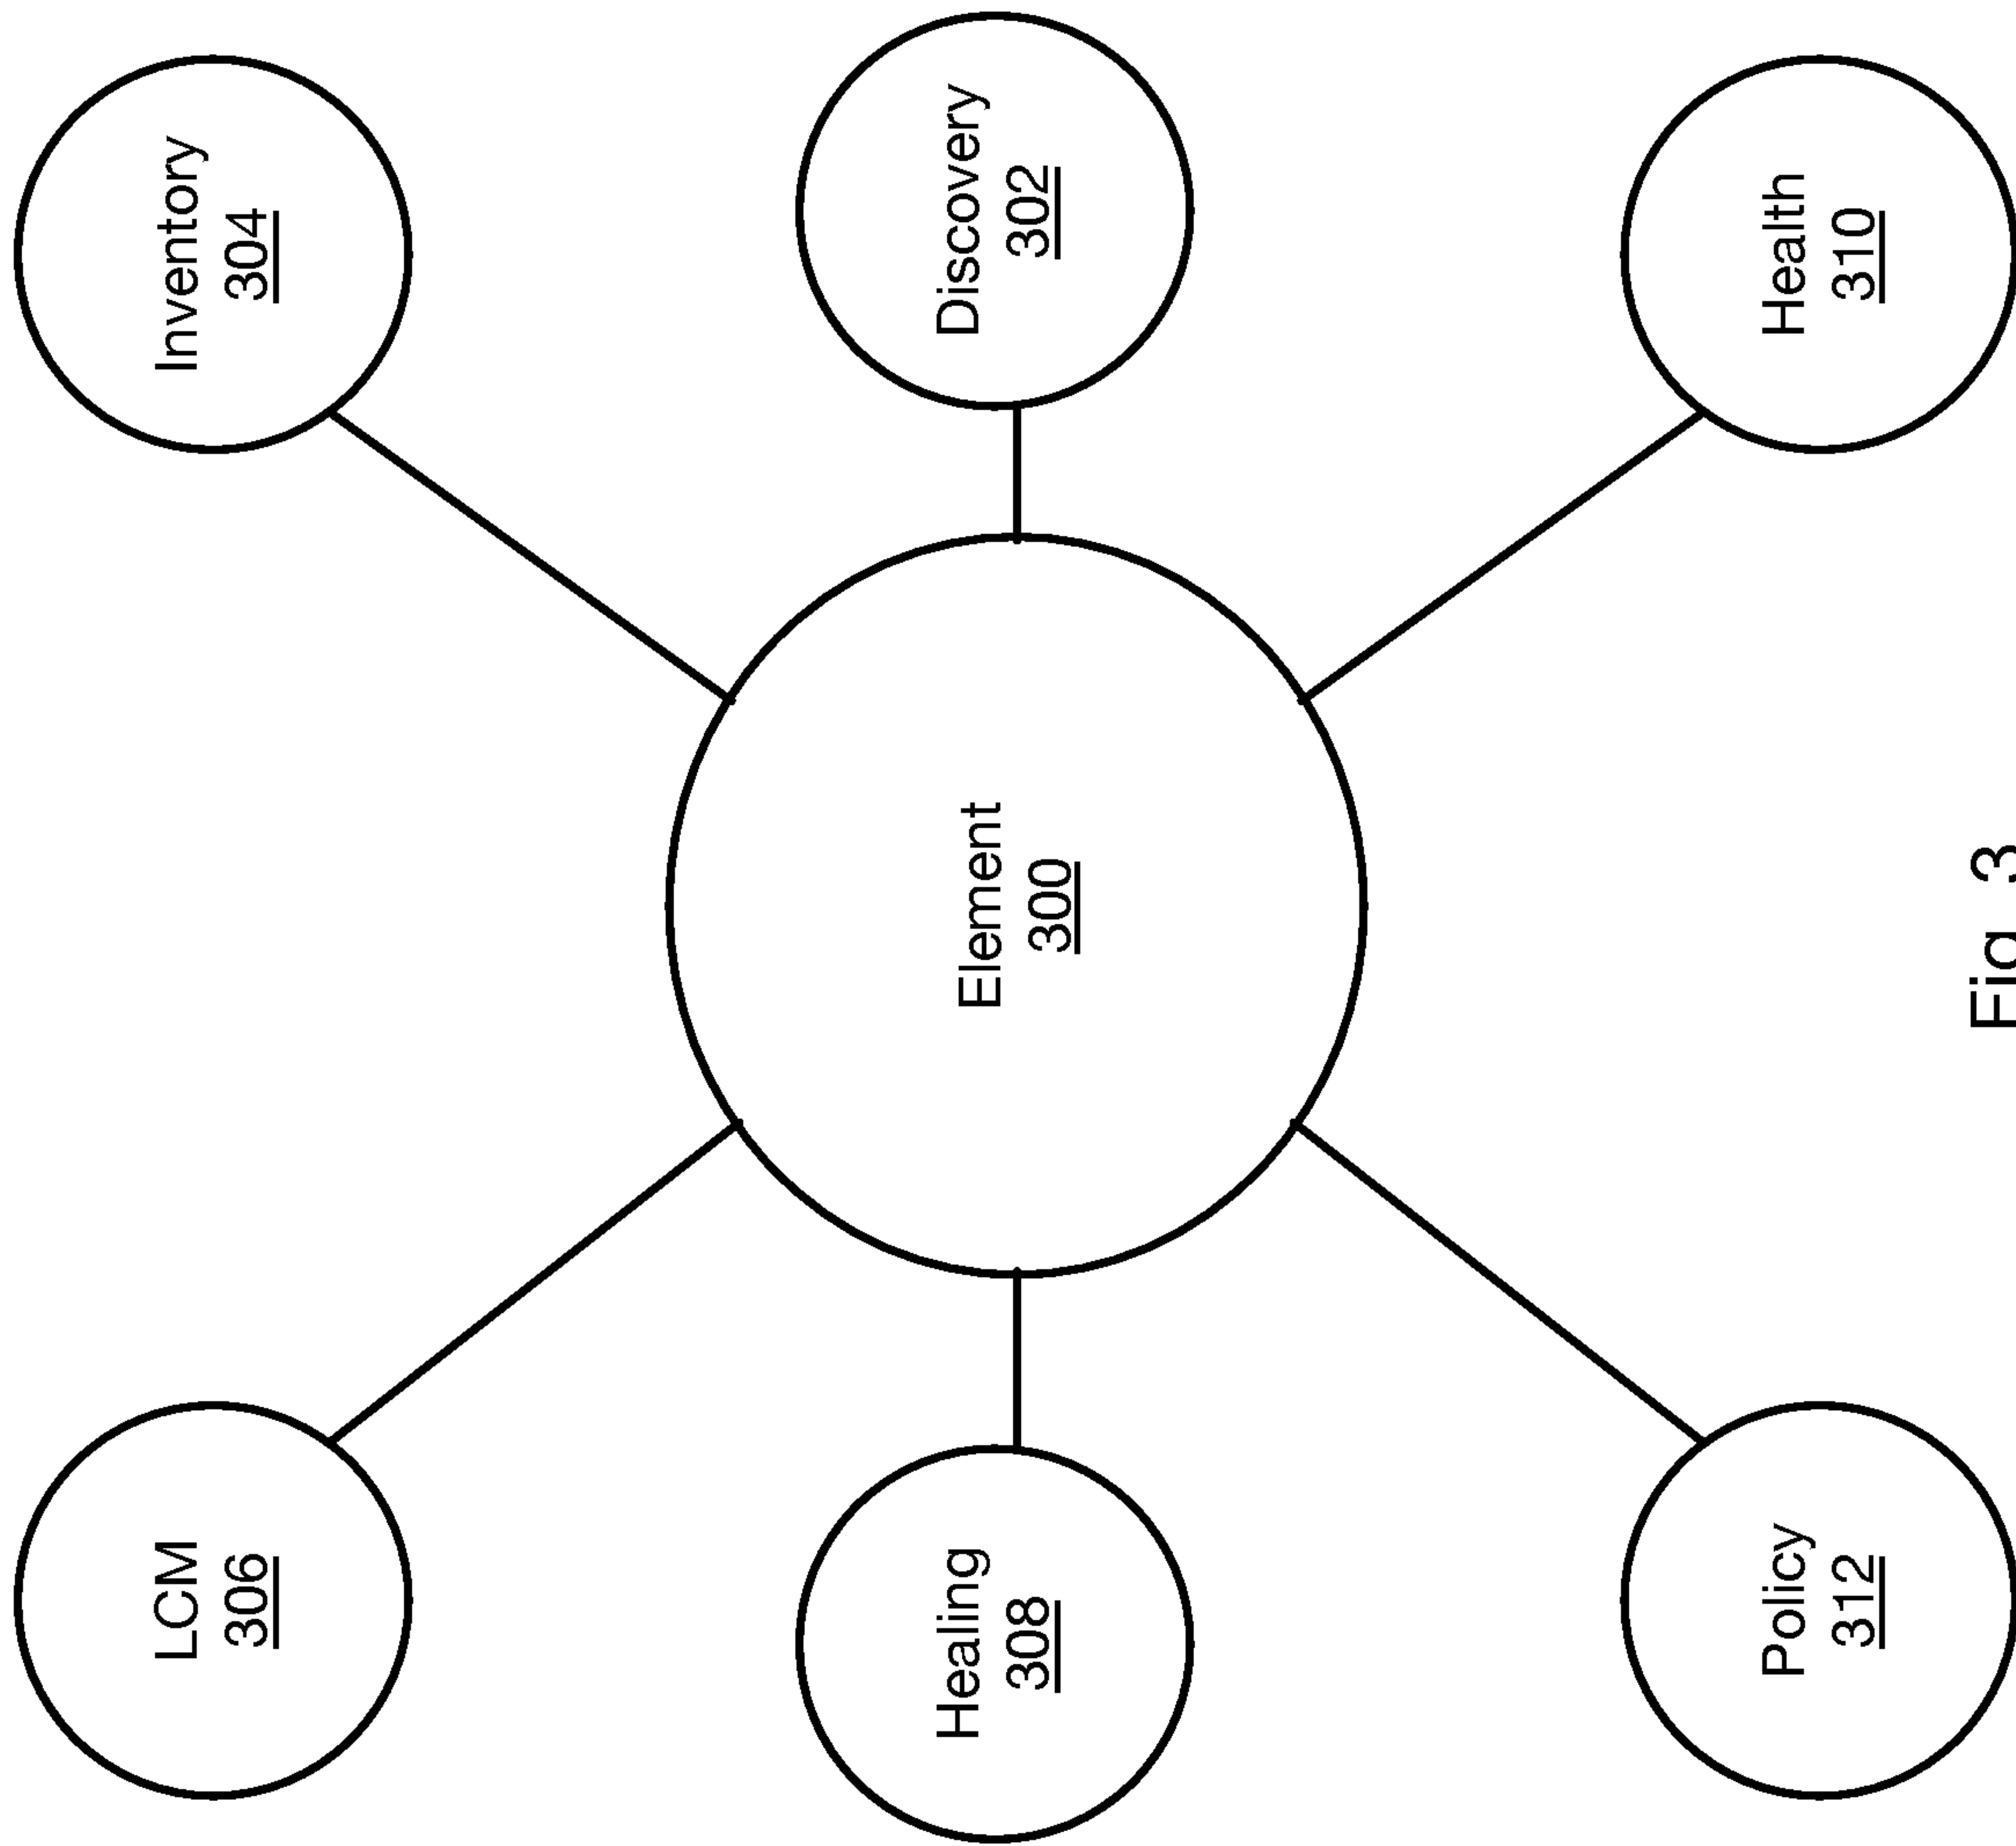 LCM
306
Inventory
304
Healing
308
Element
300
Discovery
302
Policy
312
Health
310
Fig 3